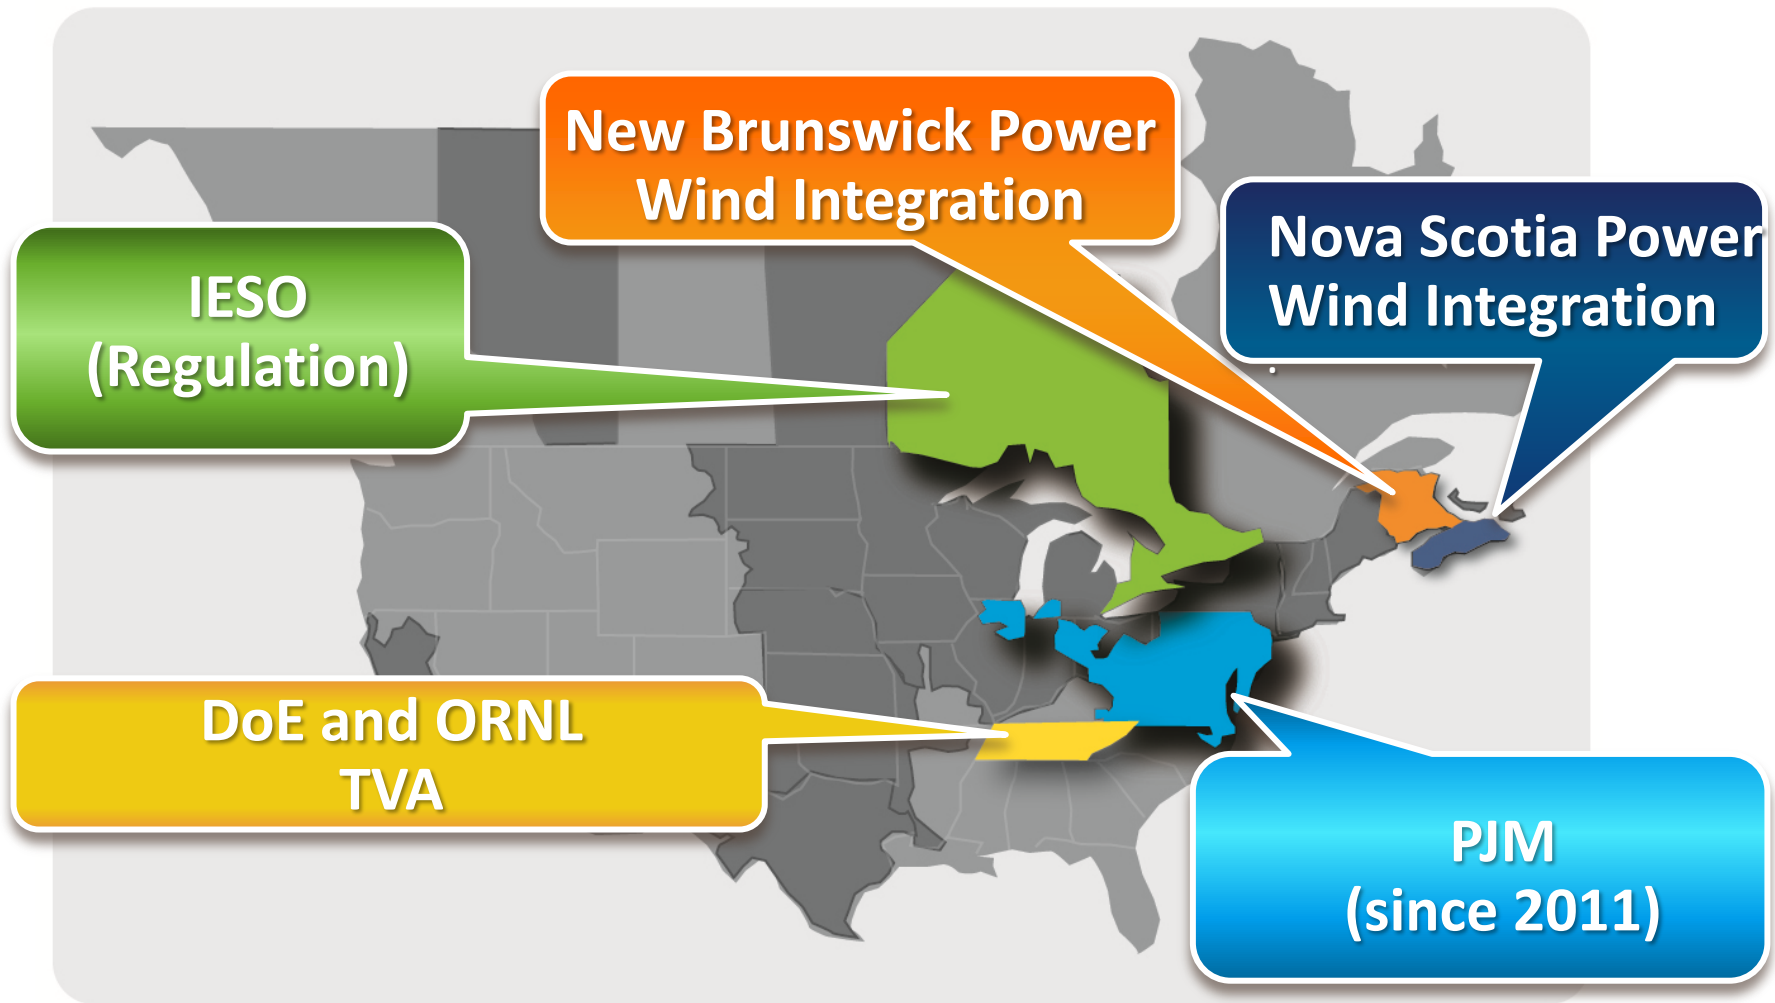 New Brunswick Power
Wind Integration
Nova Scotia Power
Wind Integration
.
IESO
(Regulation)
DoE and ORNL
TVA
PJM
(since 2011)